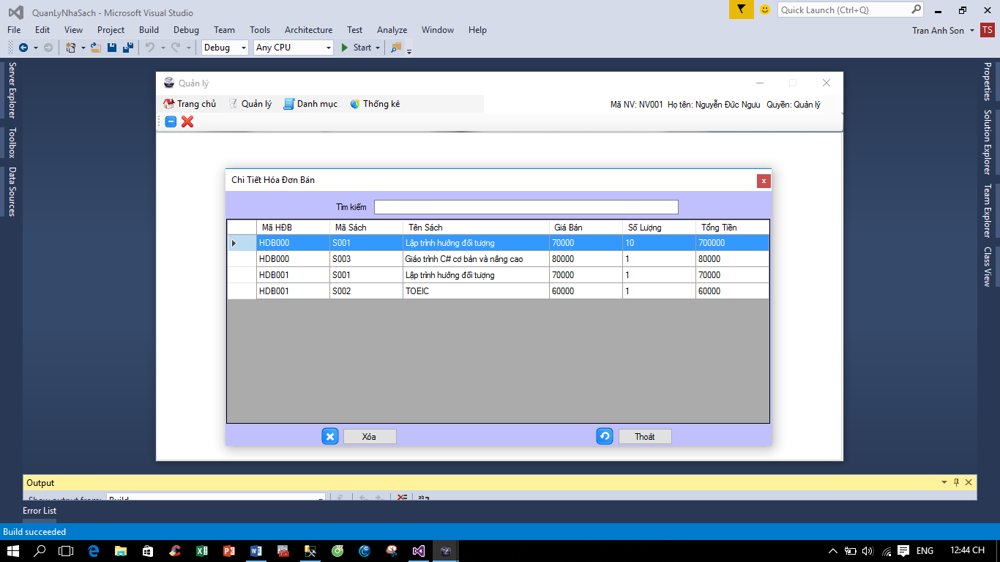 QuanLyNhaSach - Microsoft Visual Studio
Quick Launch (Ctrl+Q)
File Edit View Project Build Debug Team Tools Architecture Test Analyze Window Help
Tran Anh Son TS
Debug Any CPU Start
Server Explorer
Toolbox
Data Sources
Properties
Solution Explorer
Team Explorer
Class View
Quản lý
Trang chủ Quản lý Danh mục Thống kê
Mã NV: NV001 Họ tên: Nguyễn Đức Ngưu Quyền: Quản lý
Chi Tiết Hóa Đơn Bán
x
Tìm kiếm
Mã HĐB Mã Sách Tên Sách Giá Bán Số Lượng Tổng Tiền
HDB000 S001 Lập trình hướng đối tượng 70000 10 700000
HDB000 S003 Giáo trình C# cơ bản và nâng cao 80000 1 80000
HDB001 S001 Lập trình hướng đối tượng 70000 1 70000
HDB001 S002 TOEIC 60000 1 60000
Xóa Thoát
Output
Show output from: Build
Error List
Build succeeded
ENG 12:44 CH